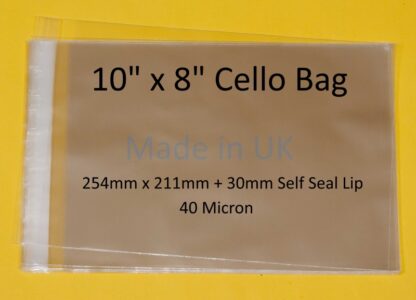 10" x 8" Cello Bag
Made in UK
254mm x 211mm + 30mm Self Seal Lip
40 Micron